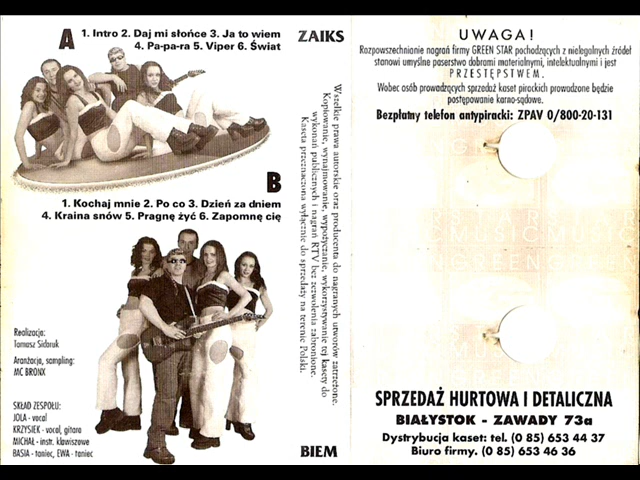 A
1. Intro 2. Daj mi słońce 3. Ja to wiem
4. Pa-pa-ra 5. Viper 6. Świat
B
1. Kochaj mnie 2. Po co 3. Dzień za dniem
4. Kraina snów 5. Pragnę żyć 6. Zapomnę cię
Realizacja:
Tomasz Sidoruk
Aranżacje, sampling:
MC BRONX
SKŁAD ZESPOŁU:
JOLA - vocal
KRZYSIEK - vocal, gitara
MICHAŁ - instr. klawiszowe
BASIA - taniec, EWA - taniec
ZAIKS
Wszelkie prawa autorskie oraz producenta do nagranych utworów zastrzeżone.
Kopiowanie, wynajmowanie, wypożyczanie, wykorzystywanie tej kasety do
wykonań publicznych i nagrań RTV bez zezwolenia zabronione.
Kaseta przeznaczona wyłącznie do sprzedaży na terenie Polski.
BIEM
UWAGA!
Rozpowszechnianie nagrań firmy GREEN STAR pochodzących z nielegalnych źródeł
stanowi umyślne paserstwo dobrami materialnymi, intelektualnymi i jest
PRZESTĘPSTWEM.
Wobec osób prowadzących sprzedaż kaset pirackich prowadzone będzie
postępowanie karno-sądowe.
Bezpłatny telefon antypiracki: ZPAV 0/800-20-131
SPRZEDAŻ HURTOWA I DETALICZNA
BIAŁYSTOK - ZAWADY 73a
Dystrybucja kaset: tel. (0 85) 653 44 37
Biuro firmy. (0 85) 653 46 36